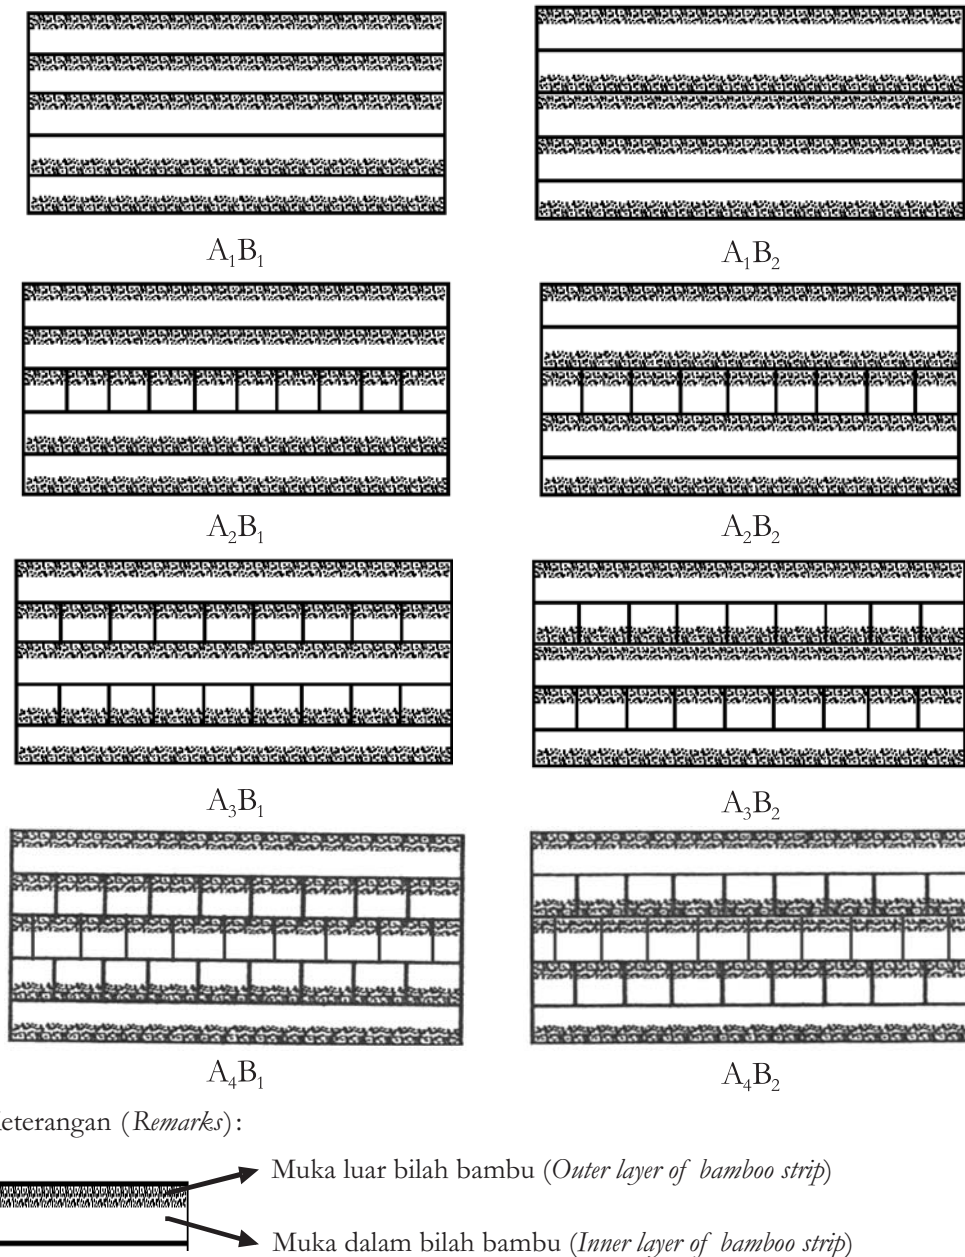 A₁B₁ A₁B₂
A₂B₁ A₂B₂
A₃B₁ A₃B₂
A₄B₁ A₄B₂
eterangan (Remarks):
Muka luar bilah bambu (Outer layer of bamboo strip)
Muka dalam bilah bambu (Inner layer of bamboo strip)